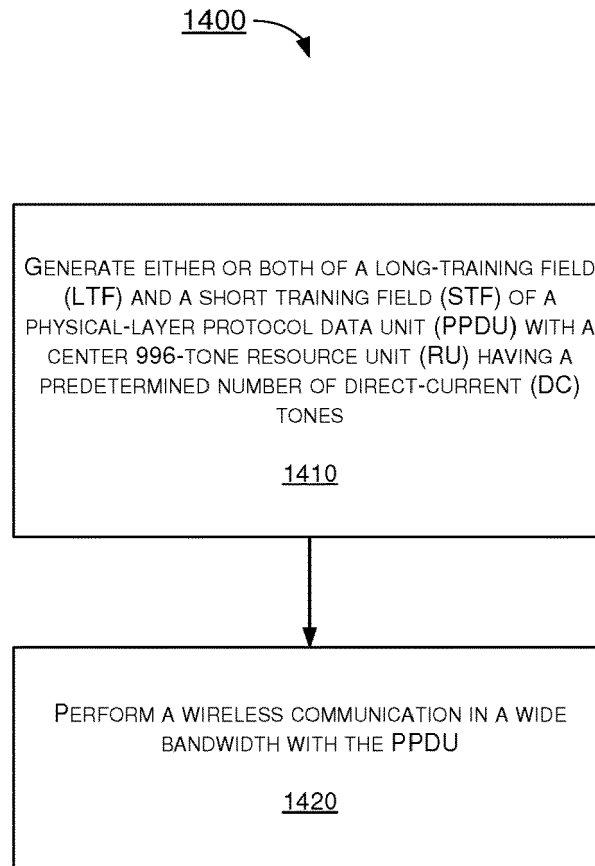 1400
GENERATE EITHER OR BOTH OF A LONG-TRAINING FIELD
(LTF) AND A SHORT TRAINING FIELD (STF) OF A
PHYSICAL-LAYER PROTOCOL DATA UNIT (PPDU) WITH A
CENTER 996-TONE RESOURCE UNIT (RU) HAVING A
PREDETERMINED NUMBER OF DIRECT-CURRENT (DC)
TONES
1410
PERFORM A WIRELESS COMMUNICATION IN A WIDE
BANDWIDTH WITH THE PPDU
1420